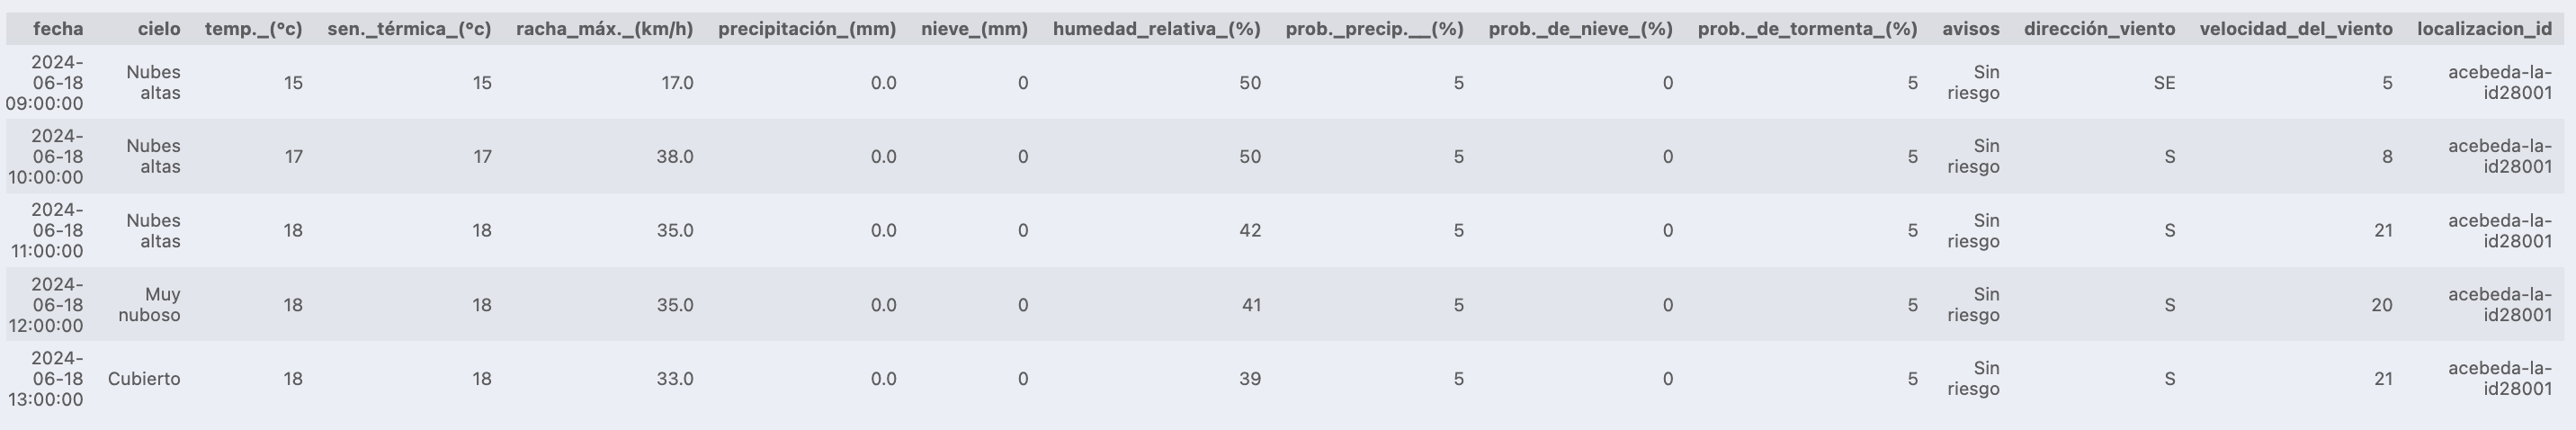 fecha cielo temp._(°c) sen._térmica_(°c) racha_máx._(km/h) precipitación_(mm) nieve_(mm) humedad_relativa_(%) prob._precip.__(%) prob._de_nieve_(%) prob._de_tormenta_(%) avisos dirección_viento velocidad_del_viento localizacion_id
2024-
06-18
09:00:00
Nubes
altas
15 15 17.0 0.0 0 50 5 0 5
Sin
riesgo
SE 5
acebeda-la-
id28001
2024-
06-18
10:00:00
Nubes
altas
17 17 38.0 0.0 0 50 5 0 5
Sin
riesgo
S 8
acebeda-la-
id28001
2024-
06-18
11:00:00
Nubes
altas
18 18 35.0 0.0 0 42 5 0 5
Sin
riesgo
S 21
acebeda-la-
id28001
2024-
06-18
12:00:00
Muy
nuboso
18 18 35.0 0.0 0 41 5 0 5
Sin
riesgo
S 20
acebeda-la-
id28001
2024-
06-18
13:00:00
Cubierto
18 18 33.0 0.0 0 39 5 0 5
Sin
riesgo
S 21
acebeda-la-
id28001